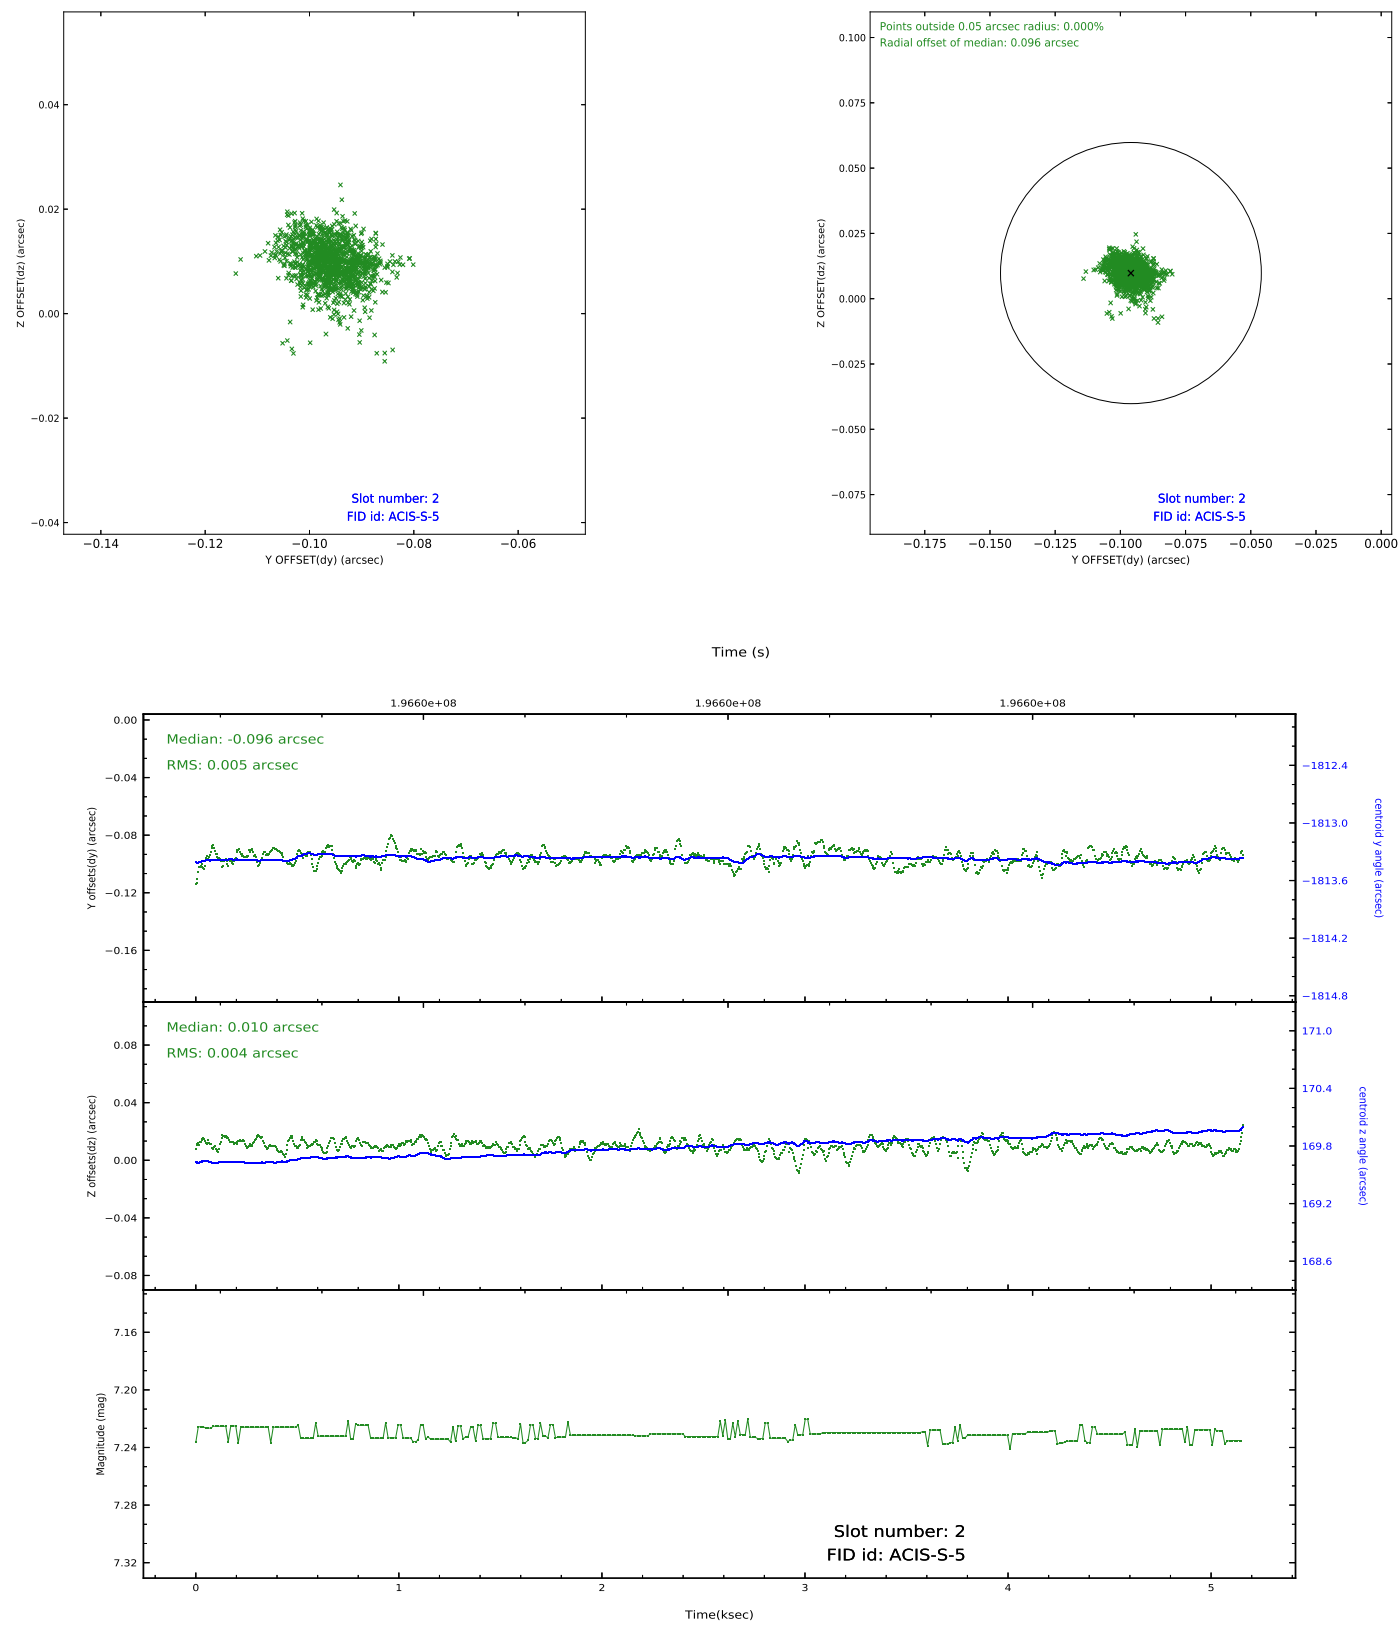 0.04
0.02
0.00
−0.02
−0.04
Z OFFSET(dz) (arcsec)
Slot number: 2
FID id: ACIS-S-5
−0.14 −0.12 −0.10 −0.08 −0.06
Y OFFSET(dy) (arcsec)
Points outside 0.05 arcsec radius: 0.000%
Radial offset of median: 0.096 arcsec
0.100
0.075
0.050
0.025
0.000
−0.025
−0.050
−0.075
Z OFFSET(dz) (arcsec)
Slot number: 2
FID id: ACIS-S-5
−0.175 −0.150 −0.125 −0.100 −0.075 −0.050 −0.025 0.000
Y OFFSET(dy) (arcsec)
Time (s)
1.9660e+08 1.9660e+08 1.9660e+08
Median: -0.096 arcsec
RMS: 0.005 arcsec
0.00
−0.04
−0.08
−0.12
−0.16
Y offsets(dy) (arcsec)
−1812.4
−1813.0
−1813.6
−1814.2
−1814.8
centroid y angle (arcsec)
Median: 0.010 arcsec
RMS: 0.004 arcsec
0.08
0.04
0.00
−0.04
−0.08
Z offsets(dz) (arcsec)
171.0
170.4
169.8
169.2
168.6
centroid z angle (arcsec)
7.16
7.20
7.24
7.28
7.32
Magnitude (mag)
Slot number: 2
FID id: ACIS-S-5
0 1 2 3 4 5
Time(ksec)